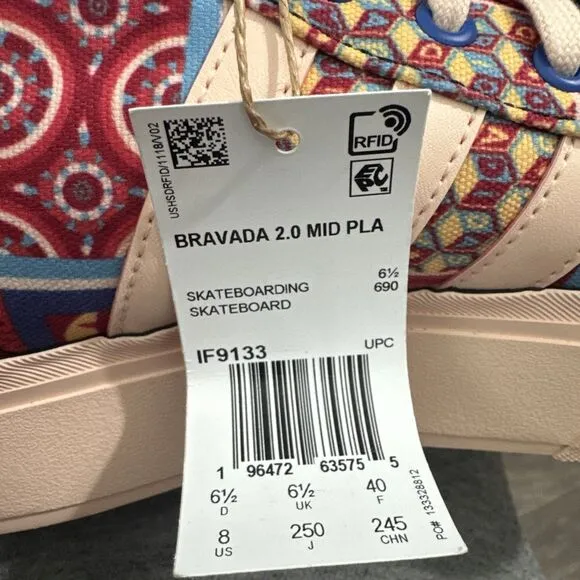 USHSDRFID/1118/V02
RFID
BRAVADA 2.0 MID PLA
SKATEBOARDING 6½
SKATEBOARD 690
IF9133 UPC
1 96472 63575 5
6½ 6½ 40
D UK F
8 250 245
US J CHN
PO# 133328812